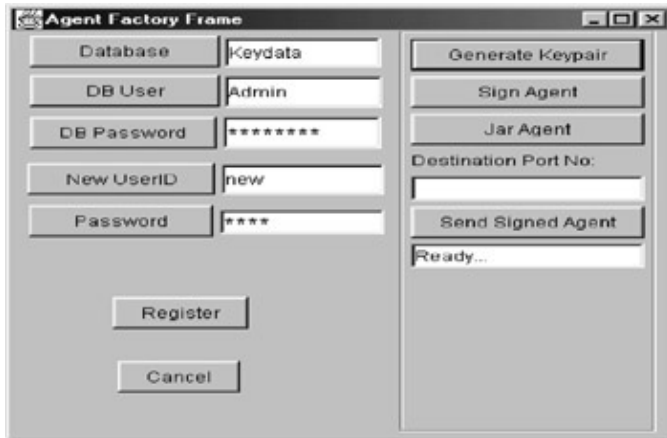 Agent Factory Frame
Database
Keydata
DB User
Admin
DB Password
********
New UserID
new
Password
****
Register
Cancel
Generate Keypair
Sign Agent
Jar Agent
Destination Port No:
Send Signed Agent
Ready...